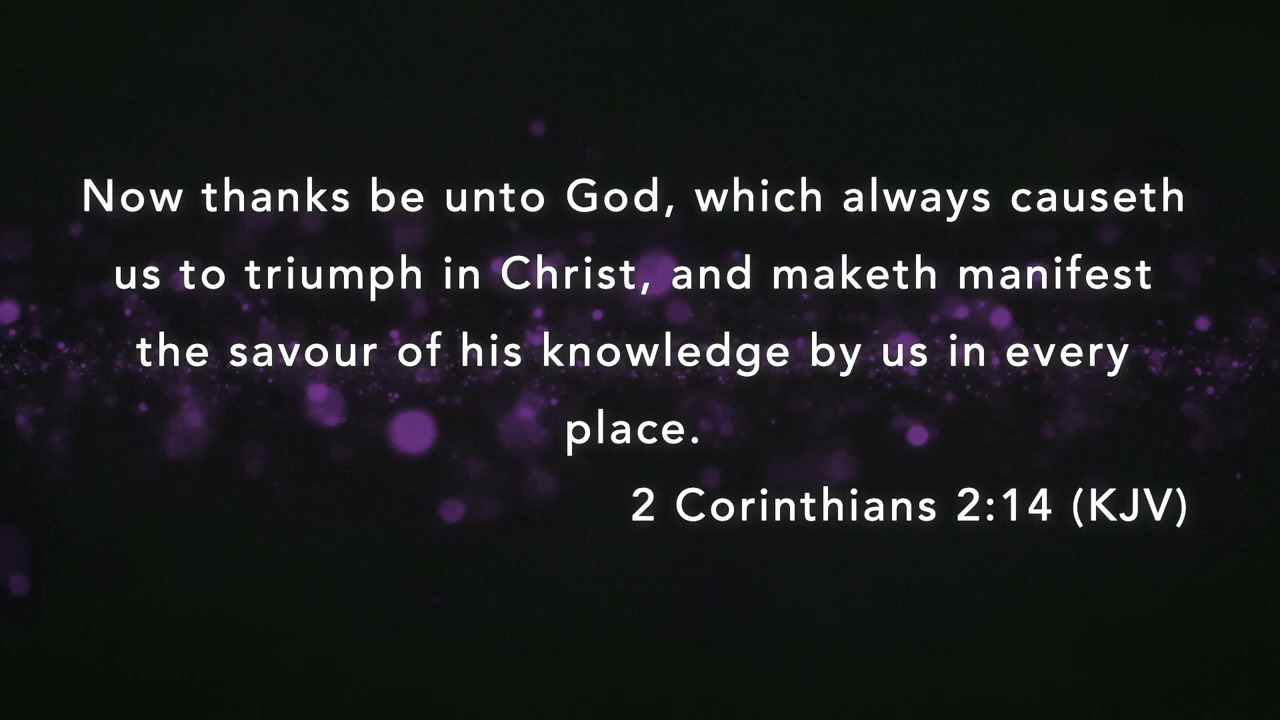 Now thanks be unto God, which always causeth
us to triumph in Christ, and maketh manifest
the savour of his knowledge by us in every
place.
2 Corinthians 2:14 (KJV)